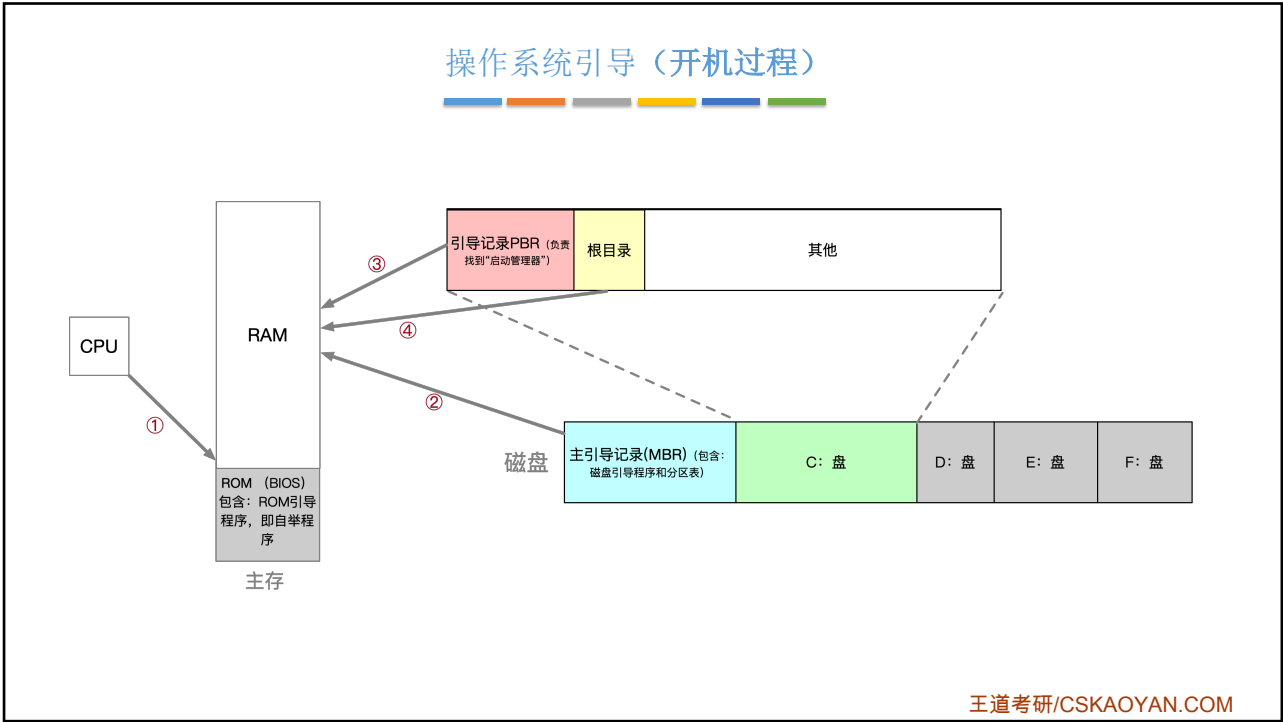 操作系统引导（开机过程）
引导记录PBR（负责
找到“启动管理器”）
根目录
其他
③
④
CPU
RAM
②
①
磁盘
主引导记录(MBR)（包含：
磁盘引导程序和分区表）
C：盘
D：盘
E：盘
F：盘
ROM （BIOS）
包含：ROM引导
程序，即自举程
序
主存
王道考研/CSKAOYAN.COM